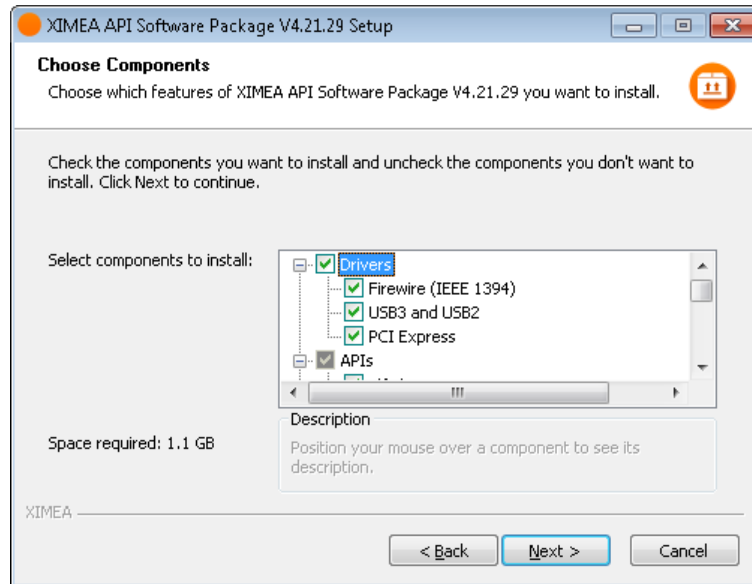 XIMEA API Software Package V4.21.29 Setup
Choose Components
Choose which features of XIMEA API Software Package V4.21.29 you want to install.
Check the components you want to install and uncheck the components you don't want to
install. Click Next to continue.
Select components to install:
Drivers
Firewire (IEEE 1394)
USB3 and USB2
PCI Express
APIs
Space required: 1.1 GB
Description
Position your mouse over a component to see its
description.
XIMEA
< Back
Next >
Cancel